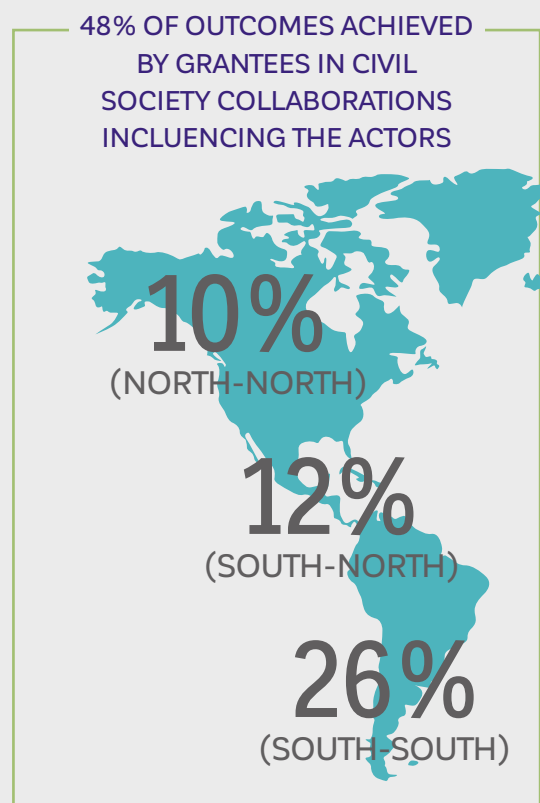 48% OF OUTCOMES ACHIEVED
BY GRANTEES IN CIVIL
SOCIETY COLLABORATIONS
INFLUENCING THE ACTORS
10%
(NORTH-NORTH)
12%
(SOUTH-NORTH)
26%
(SOUTH-SOUTH)